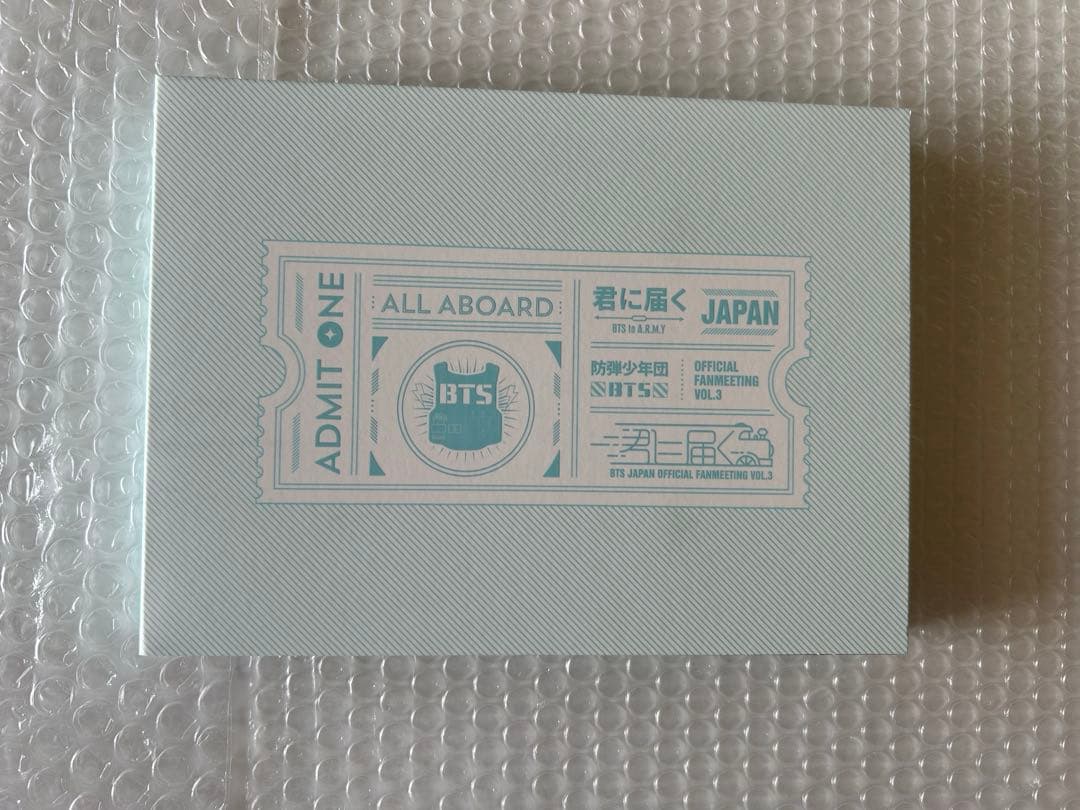 ADMIT ONE
ALL ABOARD
BTS
君に届く
BTS to A.R.M.Y
JAPAN
防弾少年団
BTS
OFFICIAL
FANMEETING
VOL.3
君に届く
BTS JAPAN OFFICIAL FANMEETING VOL.3